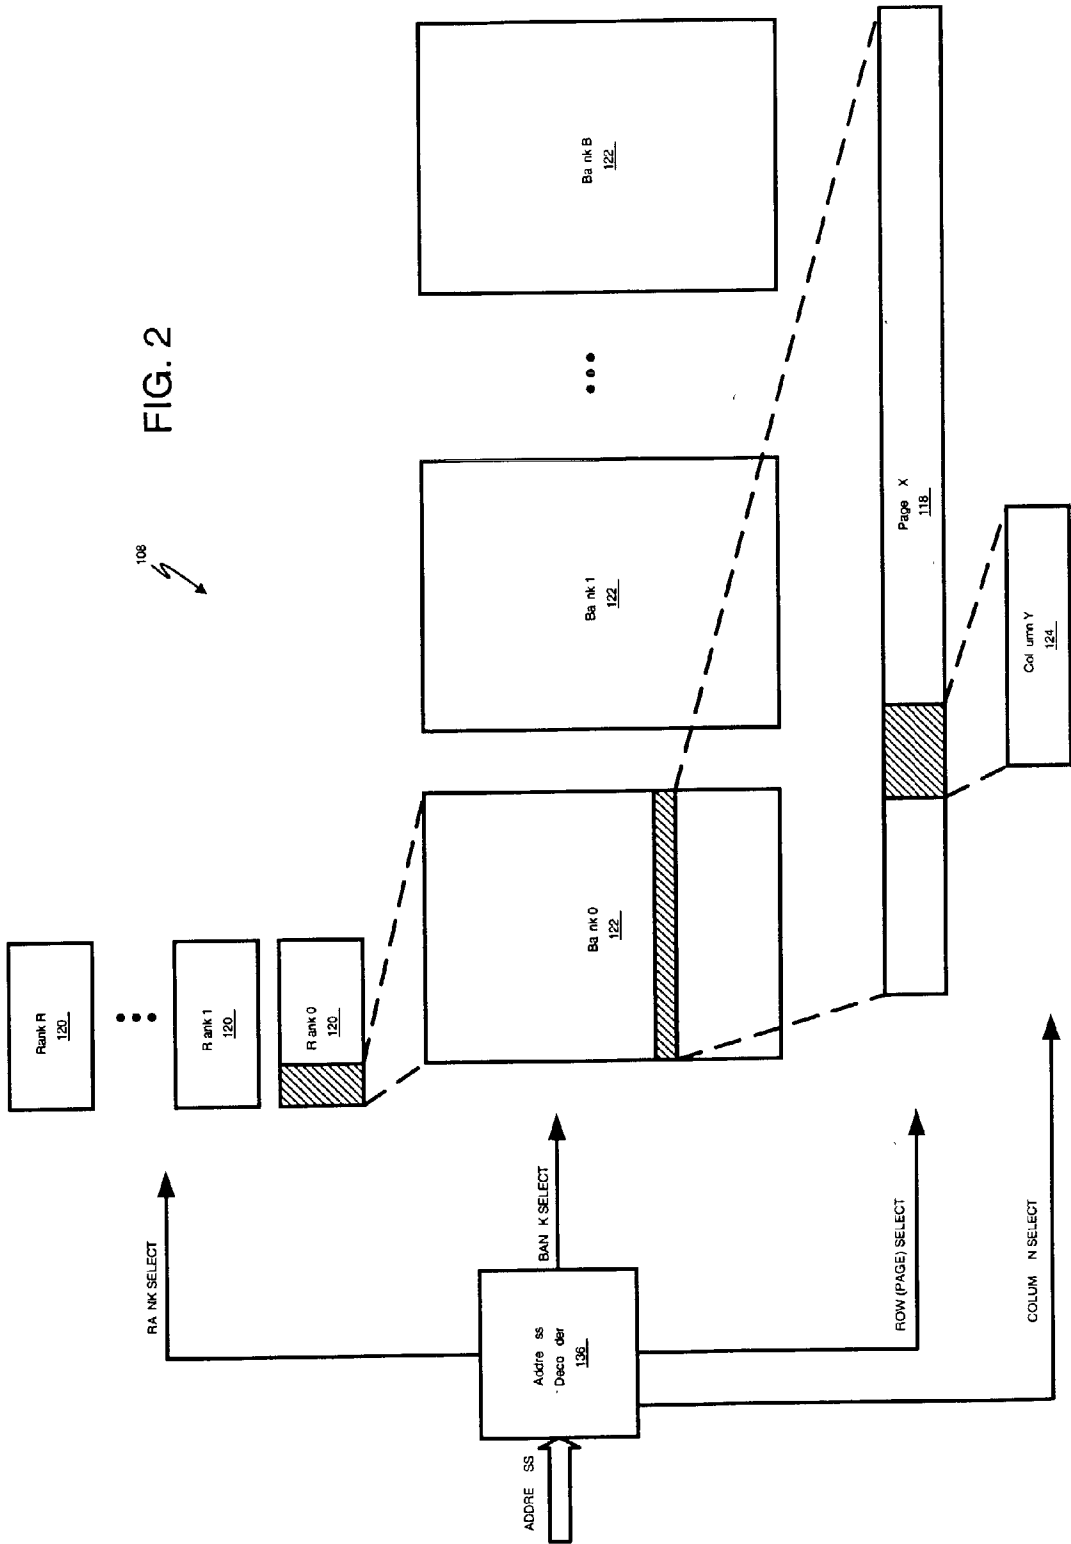 FIG. 2
108
Rank R
120
Rank 1
120
Rank 0
120
Bank 0
122
Bank 1
122
Bank B
122
Page X
118
Column Y
124
ADDRESS
Address
Decoder
136
RANK SELECT
BANK SELECT
ROW (PAGE) SELECT
COLUMN SELECT